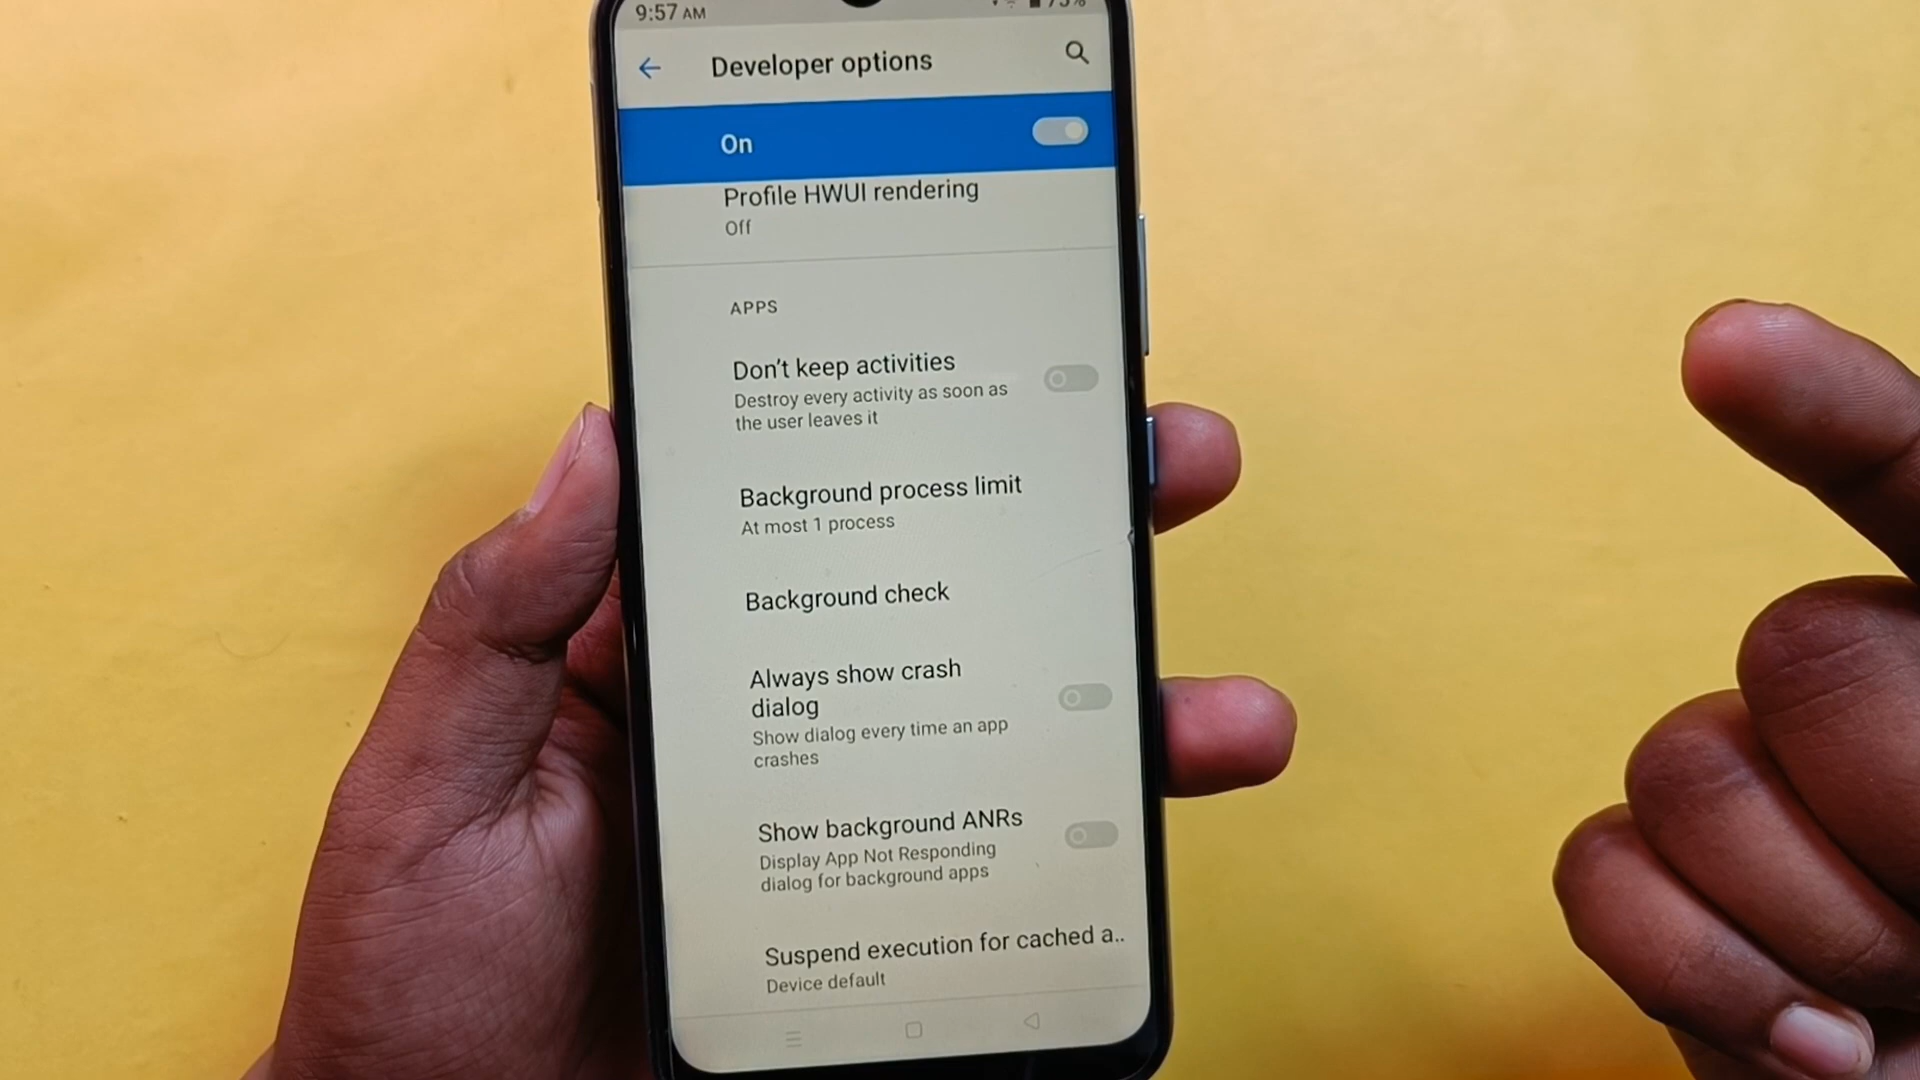 9:57 AM
Developer options
On
Profile HWUI rendering
Off
APPS
Don't keep activities
Destroy every activity as soon as
the user leaves it
Background process limit
At most 1 process
Background check
Always show crash
dialog
Show dialog every time an app
crashes
Show background ANRs
Display App Not Responding
dialog for background apps
Suspend execution for cached a..
Device default